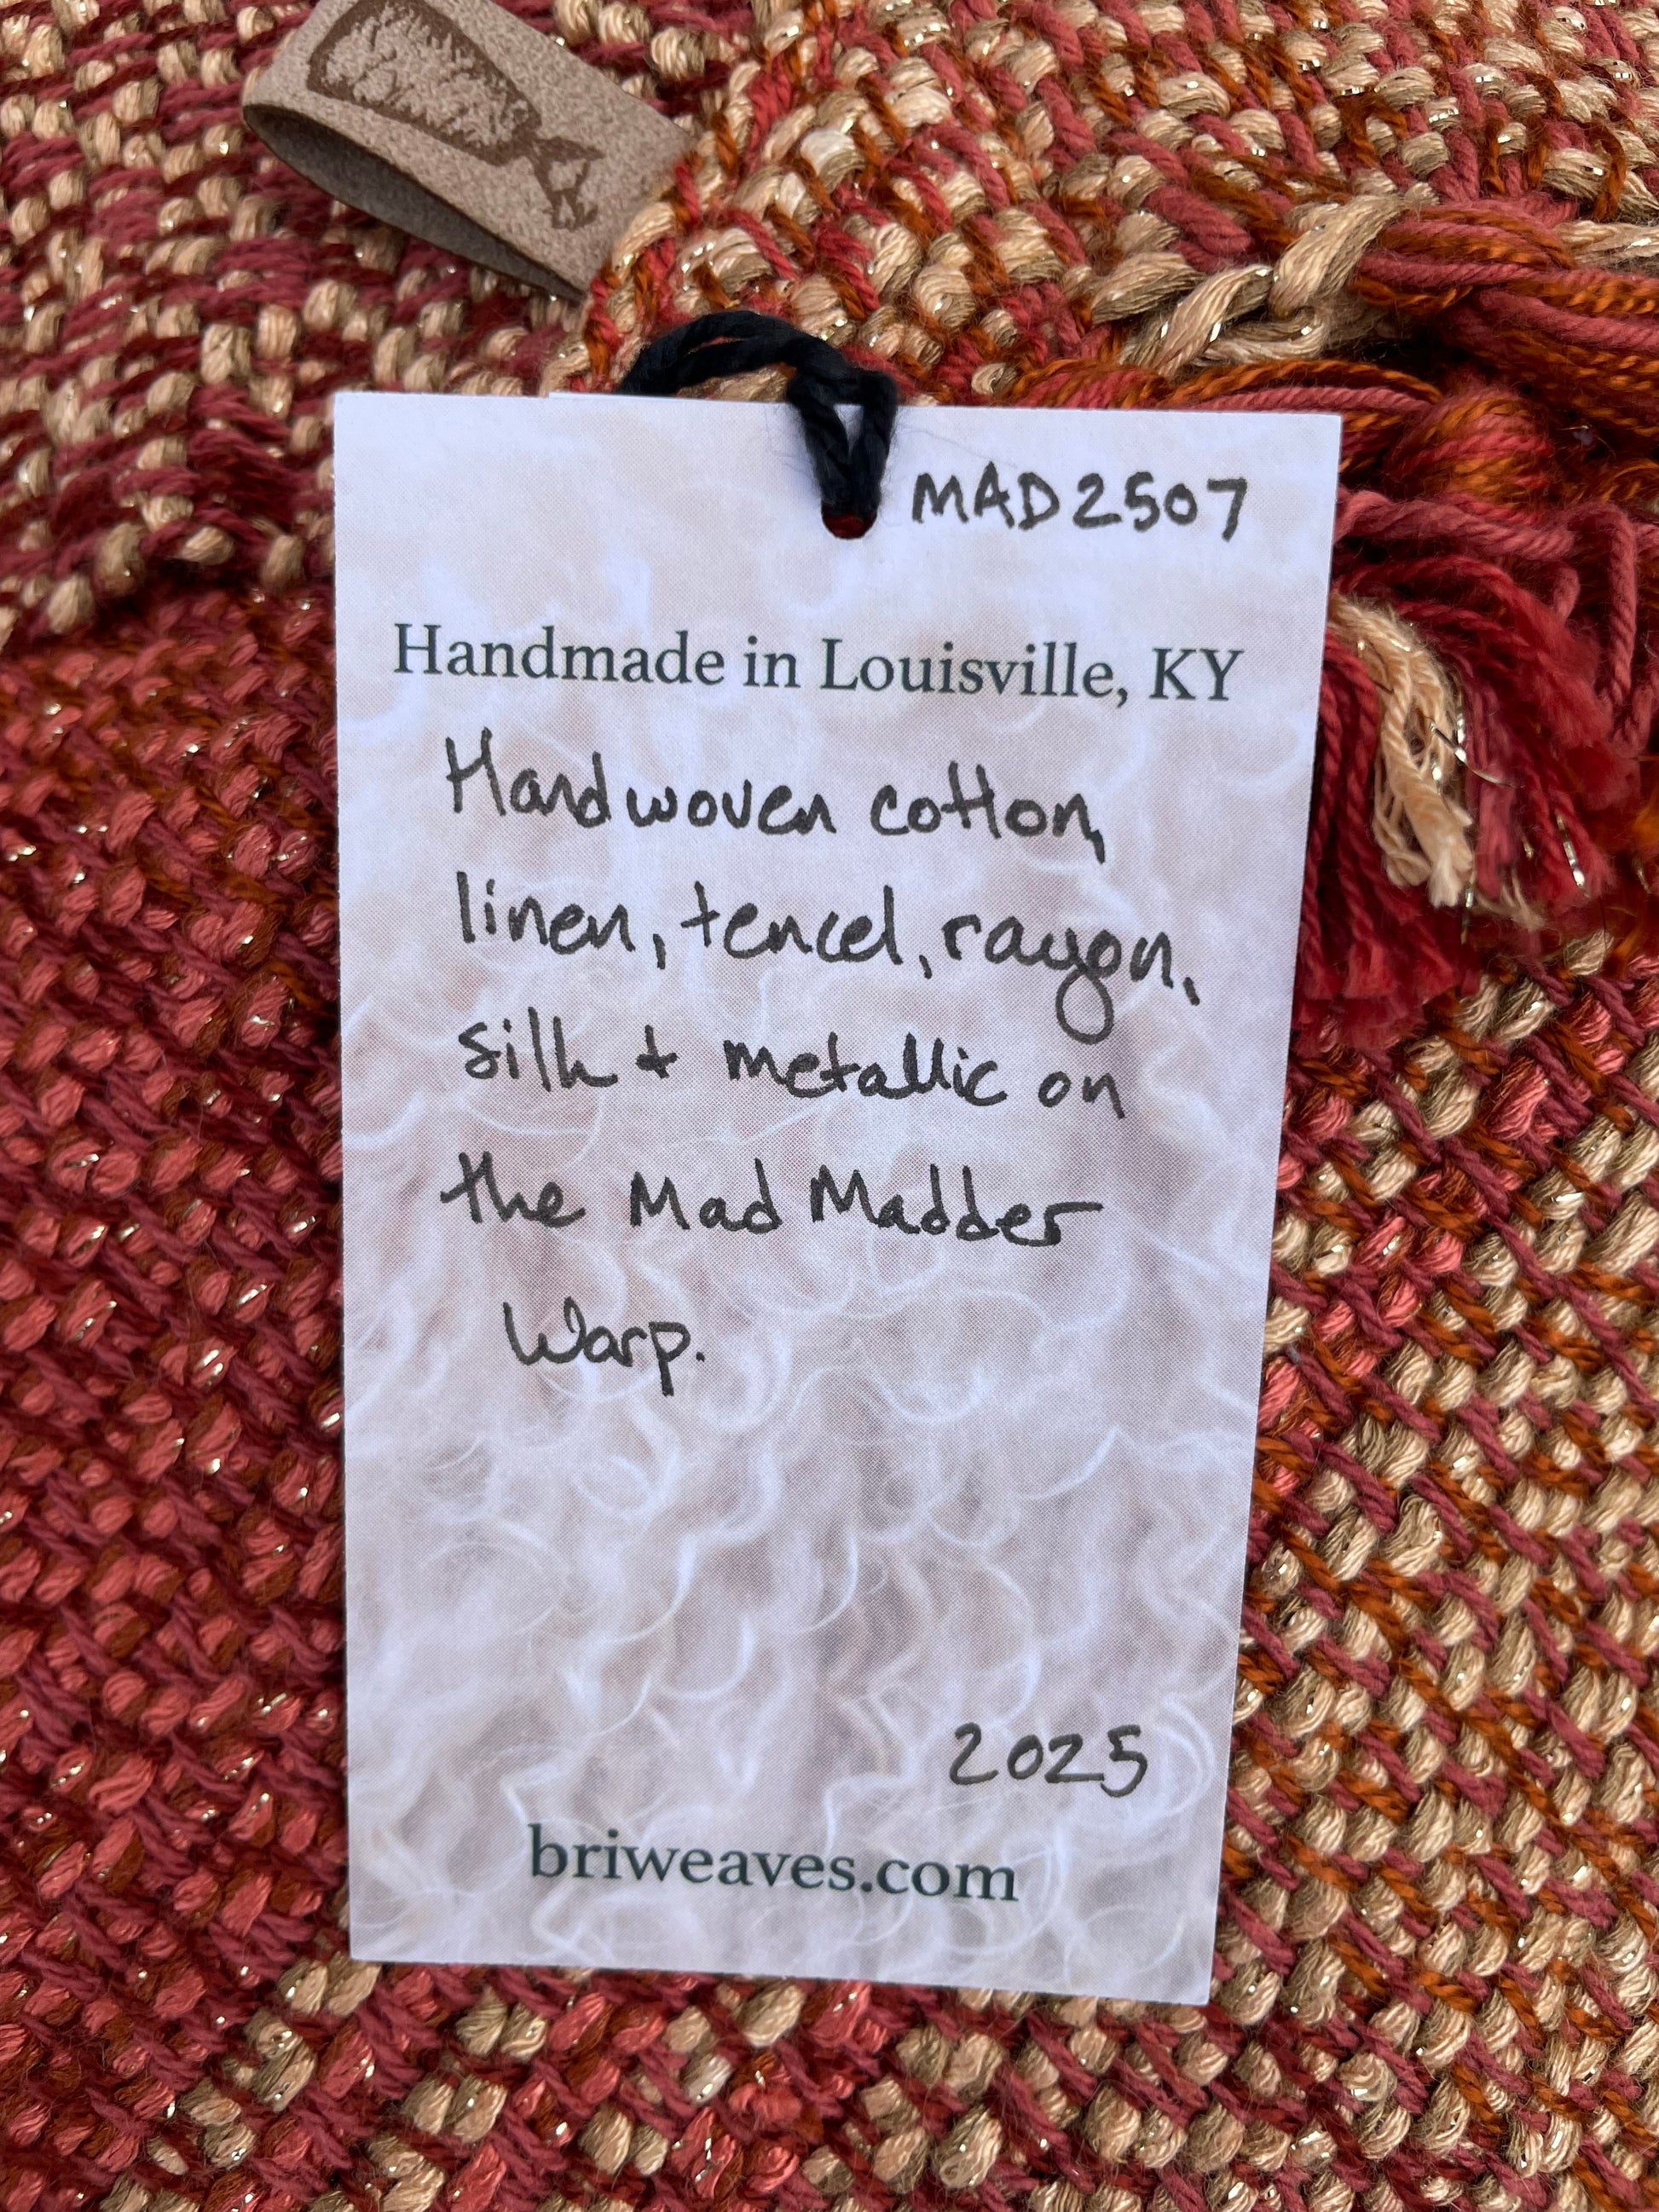 MAD2507
Handmade in Louisville, KY
Handwoven cotton,
linen, tencel, rayon,
silk + metallic on
the Mad Madder
Warp.
2025
briweaves.com